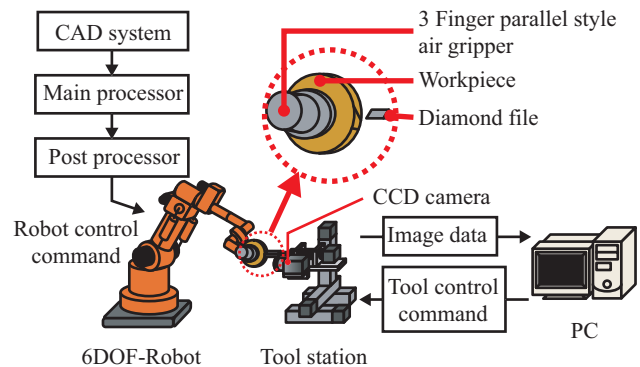 CAD system
Main processor
Post processor
Robot control
command
6DOF-Robot
3 Finger parallel style
air gripper
Workpiece
Diamond file
CCD camera
Image data
Tool control
command
Tool station
PC